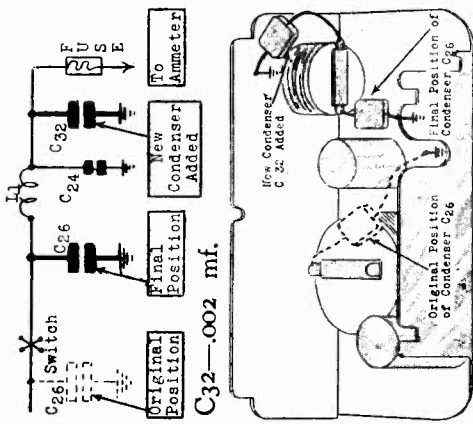 C26 Switch
Original
Position
C26
Final
Position
L1
C24
C32
New
Condenser
Added
F
U
S
E
To
Ammeter
C32—.002 mf.
New Condenser
C 32 Added
Original Position
of Condenser C26
Final Position of
Condenser C26